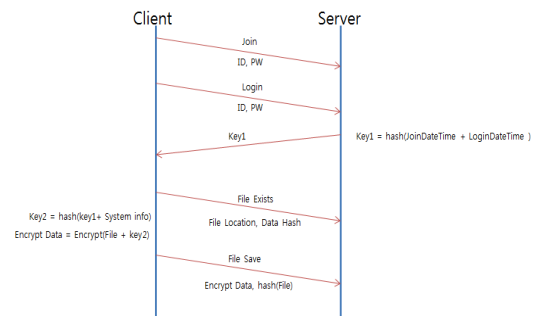 Client Server
Join
ID, PW
Login
ID, PW
Key1
Key1 = hash(JoinDateTime + LoginDateTime )
File Exists
Key2 = hash(key1+ System info)
File Location, Data Hash
Encrypt Data = Encrypt(File + key2)
File Save
Encrypt Data, hash(File)